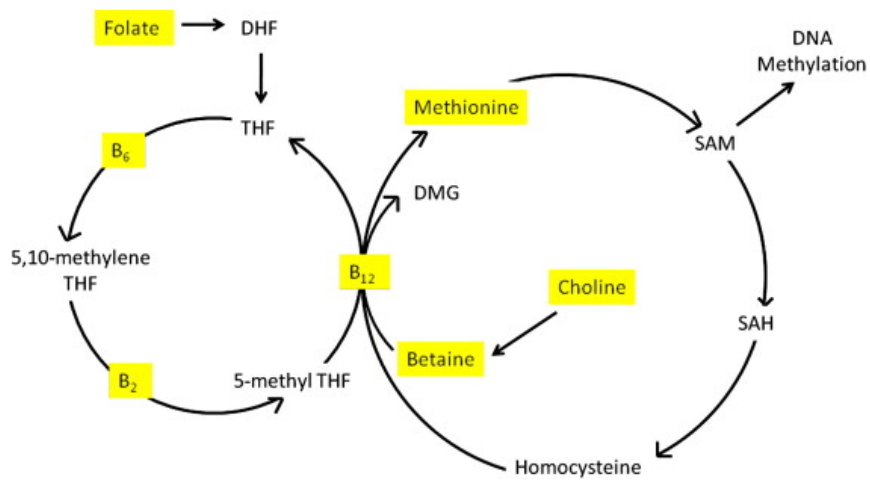 Folate
DHF
DNA
Methylation
Methionine
THF
SAM
B₆
DMG
5,10-methylene
THF
B₁₂
Choline
SAH
Betaine
B₂
5-methyl THF
Homocysteine